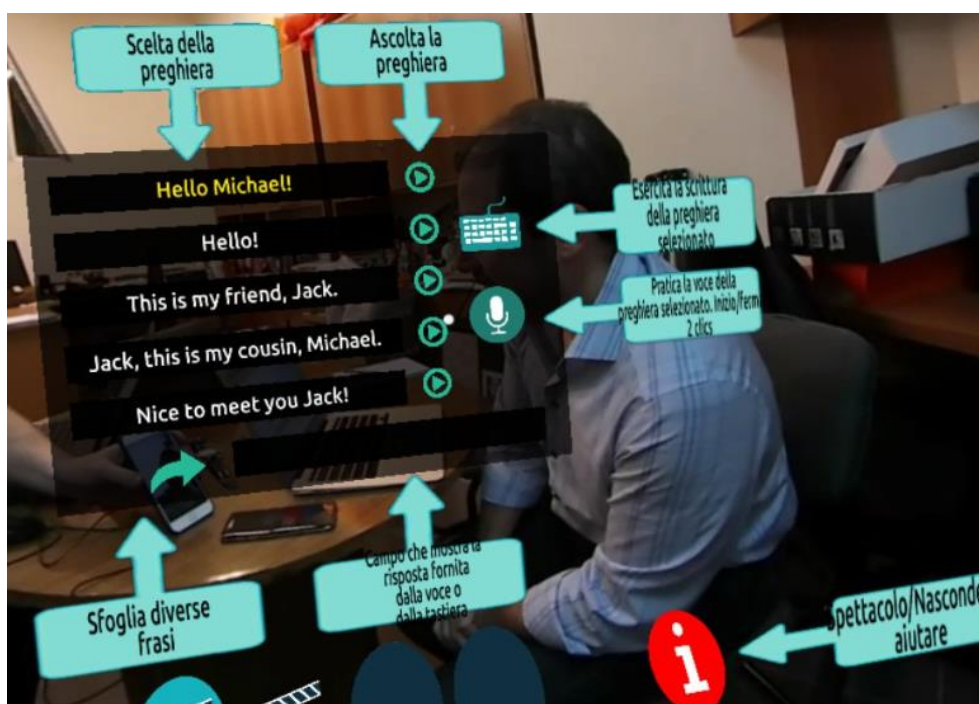 Scelta della
preghiera
Ascolta la
preghiera
Hello Michael!
Hello!
This is my friend, Jack.
Jack, this is my cousin, Michael.
Nice to meet you Jack!
Esercita la scrittura
della preghiera
selezionato
Pratica la voce della
preghiera selezionato. Inizio/Ferm
2 clics
Sfoglia diverse
frasi
Campo che mostra la
risposta fornita
dalla voce o
dalla tastiera
Spettacolo/Nasconde
aiutare
i